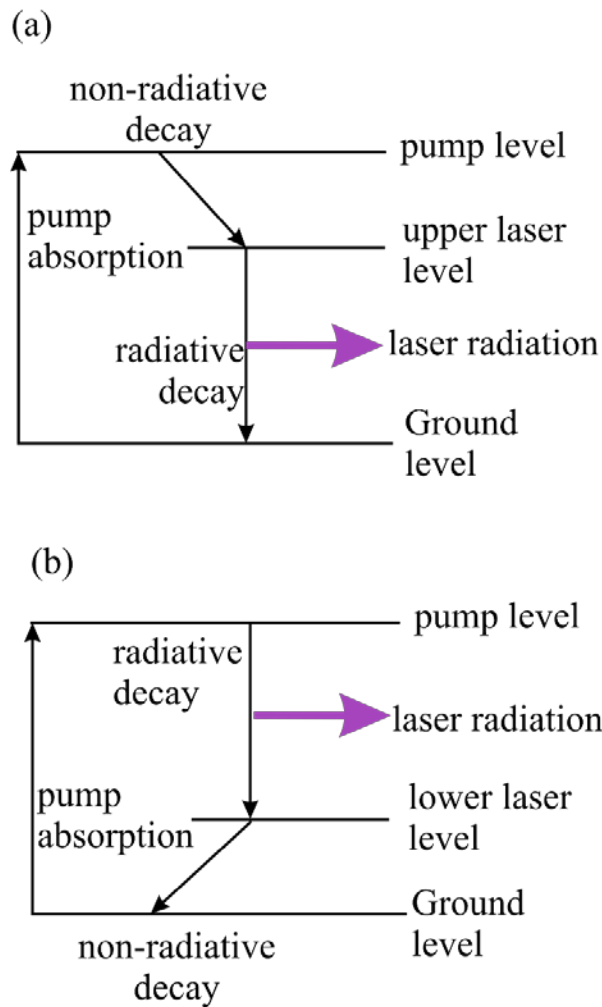 (a)
non-radiative
decay
pump level
pump
absorption
upper laser
level
radiative
decay
laser radiation
Ground
level
(b)
pump level
radiative
decay
laser radiation
pump
absorption
lower laser
level
Ground
level
non-radiative
decay